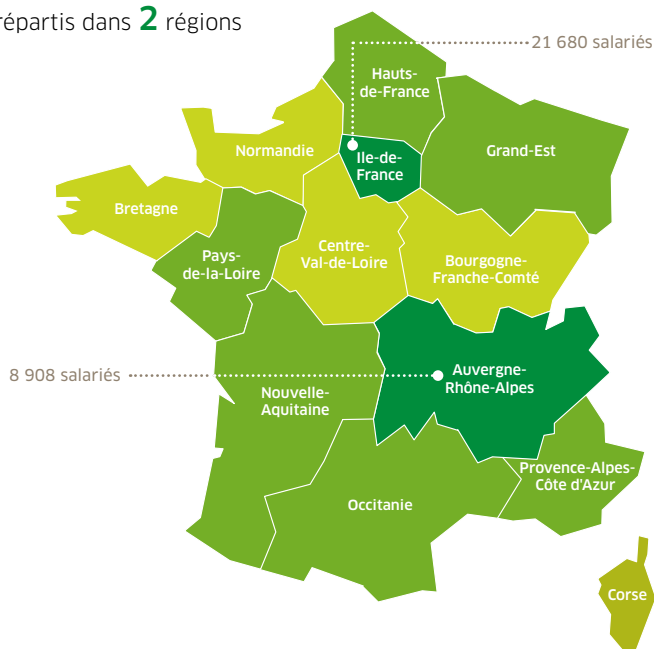 répartis dans 2 régions
21 680 salariés
Hauts-
de-France
Normandie
Ile-de-
France
Grand-Est
Bretagne
Pays-
de-la-Loire
Centre-
Val-de-Loire
Bourgogne-
Franche-Comté
8 908 salariés
Auvergne-
Rhône-Alpes
Nouvelle-
Aquitaine
Provence-Alpes-
Côte d'Azur
Occitanie
Corse